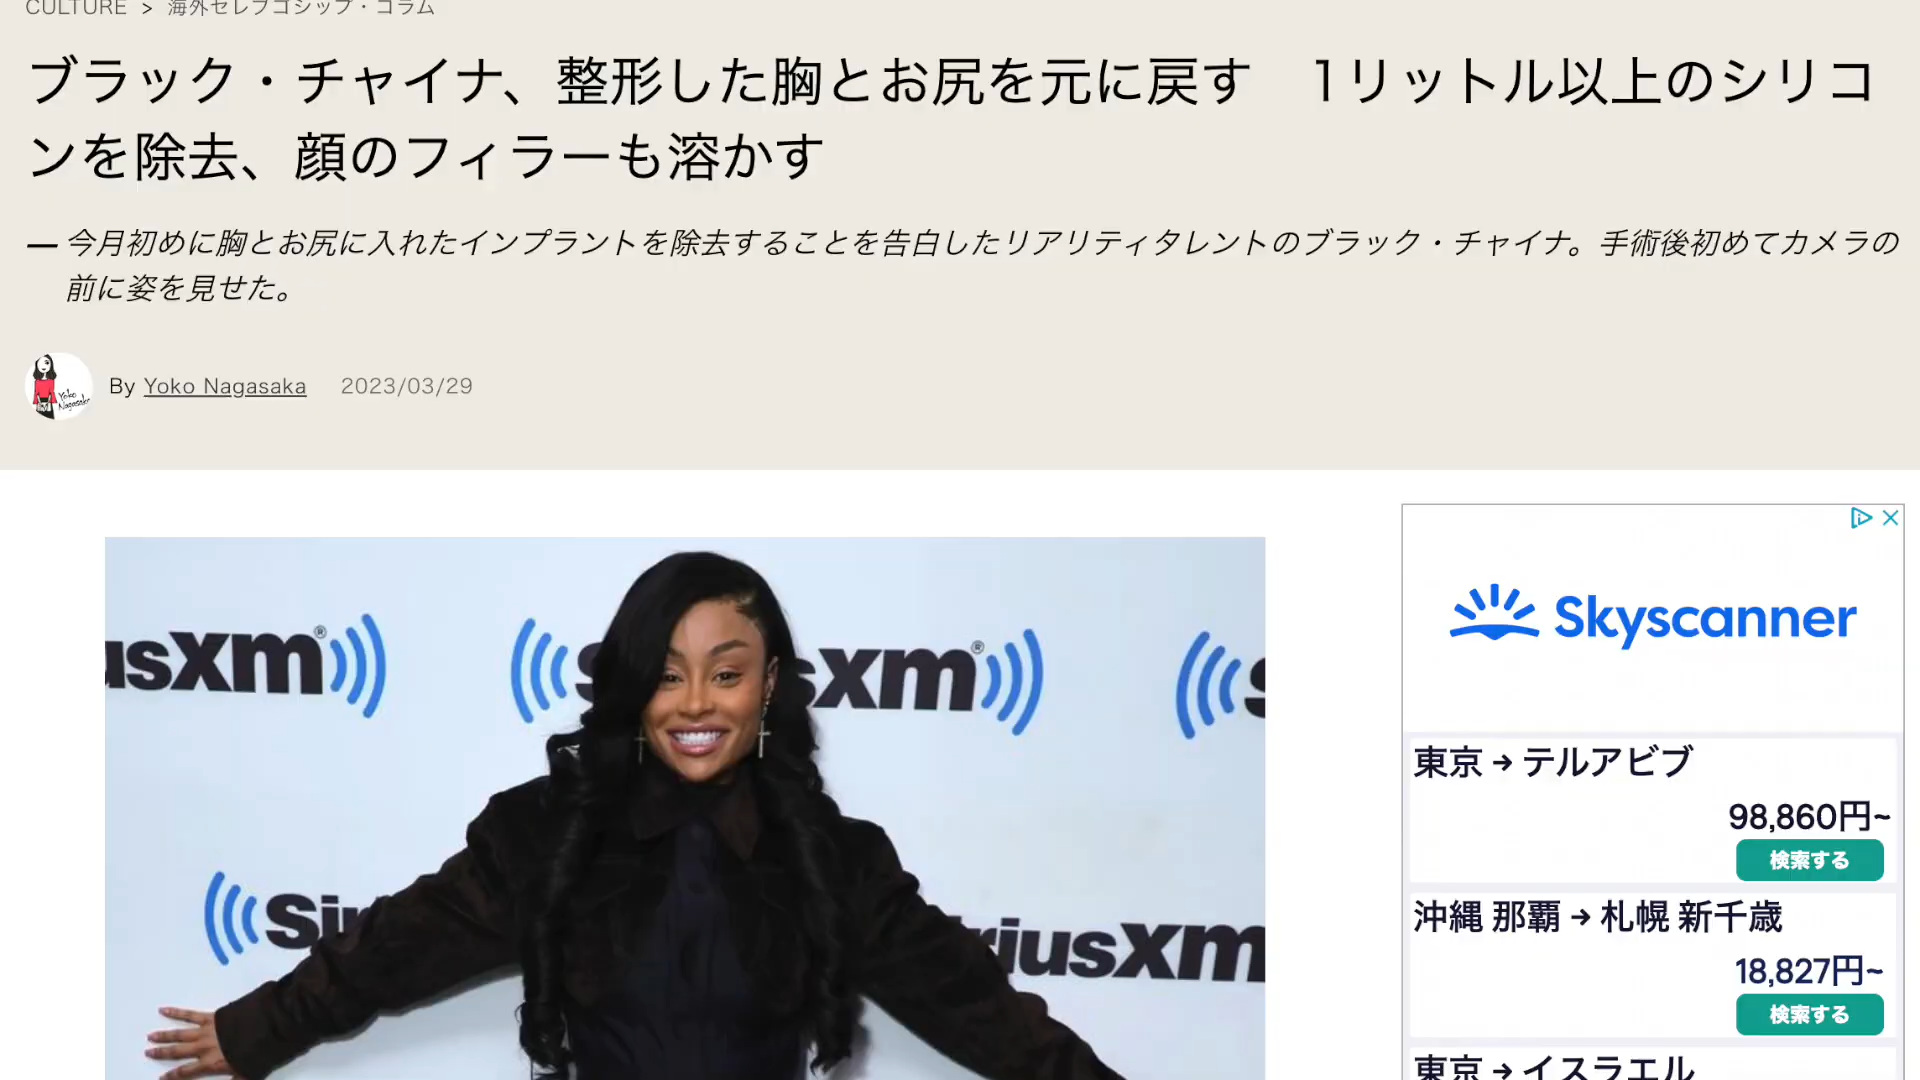 CULTURE > 海外セレブゴシップ・コラム
ブラック・チャイナ、整形した胸とお尻を元に戻す　1リットル以上のシリコ
ンを除去、顔のフィラーも溶かす
― 今月初めに胸とお尻に入れたインプラントを除去することを告白したリアリティタレントのブラック・チャイナ。手術後初めてカメラの
前に姿を見せた。
Yoko Nagasaka
By Yoko Nagasaka 2023/03/29
Skyscanner
usxm® sxm®
東京 → テルアビブ
98,860円~
検索する
Siri riusxm
沖縄 那覇 → 札幌 新千歳
18,827円~
検索する
東京 → イスラエル